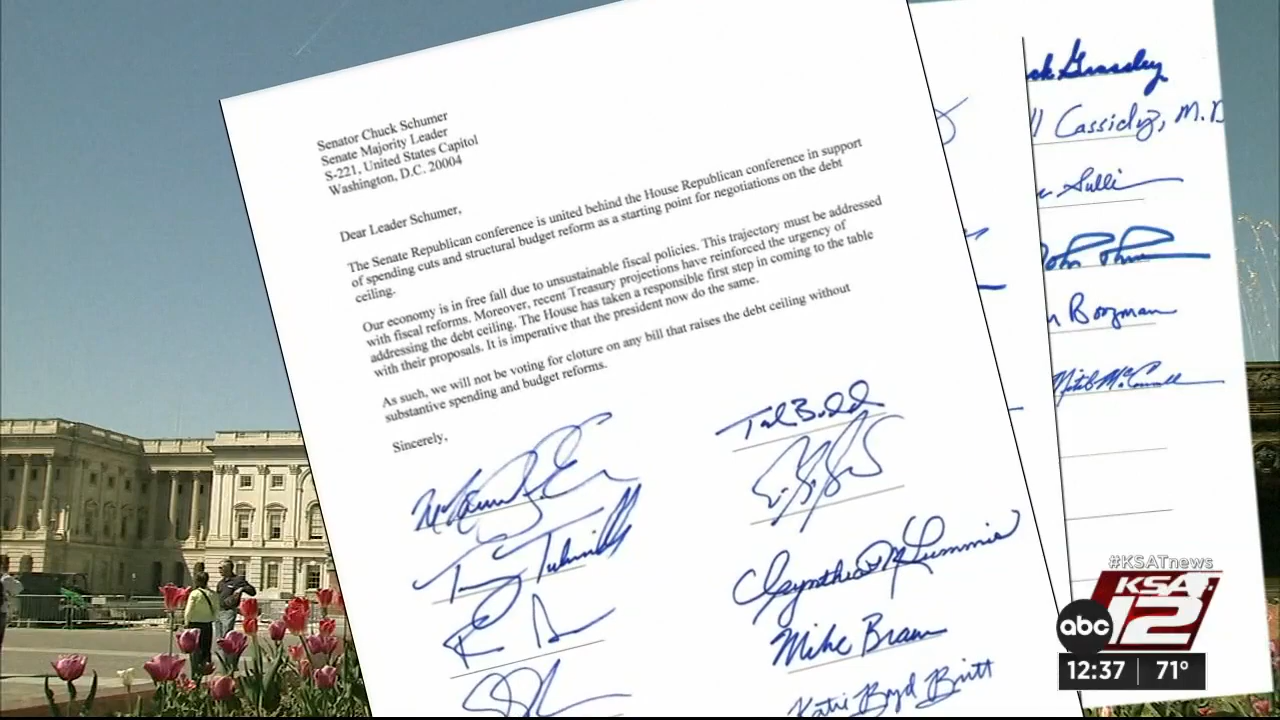 Senator Chuck Schumer
Senate Majority Leader
S-221, United States Capitol
Washington, D.C. 20004
Dear Leader Schumer,
The Senate Republican conference is united behind the House Republican conference in support
of spending cuts and structural budget reform as a starting point for negotiations on the debt
ceiling.
Our economy is in free fall due to unsustainable fiscal policies. This trajectory must be addressed
with fiscal reforms. Moreover, recent Treasury projections have reinforced the urgency of
addressing the debt ceiling. The House has taken a responsible first step in coming to the table
with their proposals. It is imperative that the president now do the same.
As such, we will not be voting for cloture on any bill that raises the debt ceiling without
substantive spending and budget reforms.
Sincerely,
Ted Budd
Cynthia M Lummis
Mike Braun
Katie Boyd Britt
Grassley
Cassidy, M.D
John Thune
Boozman
Mitch McConnell
#KSATnews
KSAT
12
abc
12:37 71°